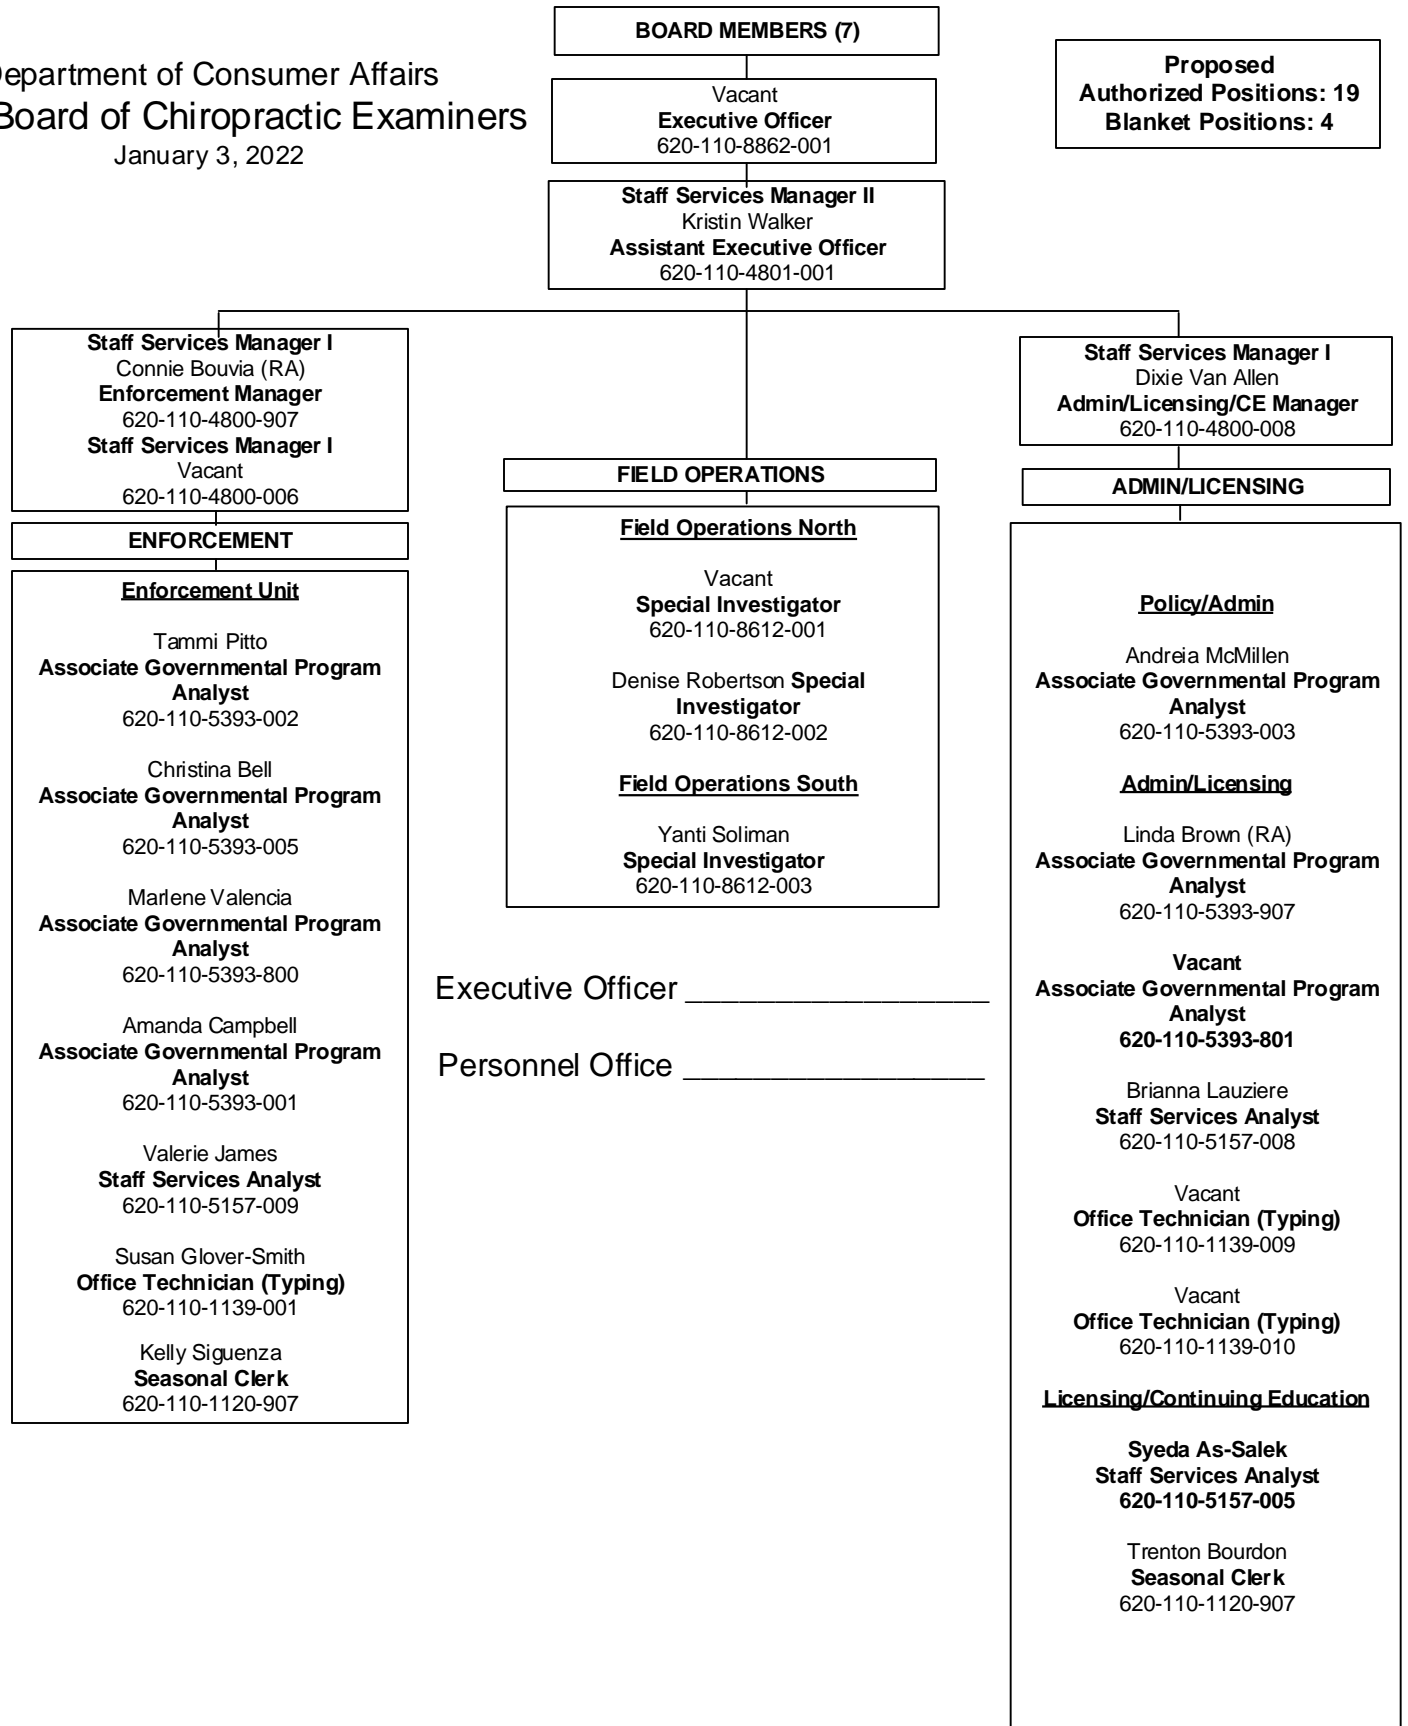 BOARD MEMBERS (7)
Department of Consumer Affairs
Board of Chiropractic Examiners
January 3, 2022
Proposed
Authorized Positions: 19
Blanket Positions: 4
Vacant
Executive Officer
620-110-8862-001
Staff Services Manager II
Kristin Walker
Assistant Executive Officer
620-110-4801-001
Staff Services Manager I
Connie Bouvia (RA)
Enforcement Manager
620-110-4800-907
Staff Services Manager I
Vacant
620-110-4800-006
ENFORCEMENT
Enforcement Unit
Tammi Pitto
Associate Governmental Program
Analyst
620-110-5393-002
Christina Bell
Associate Governmental Program
Analyst
620-110-5393-005
Marlene Valencia
Associate Governmental Program
Analyst
620-110-5393-800
Amanda Campbell
Associate Governmental Program
Analyst
620-110-5393-001
Valerie James
Staff Services Analyst
620-110-5157-009
Susan Glover-Smith
Office Technician (Typing)
620-110-1139-001
Kelly Siguenza
Seasonal Clerk
620-110-1120-907
FIELD OPERATIONS
Field Operations North
Vacant
Special Investigator
620-110-8612-001
Denise Robertson Special
Investigator
620-110-8612-002
Field Operations South
Yanti Soliman
Special Investigator
620-110-8612-003
Executive Officer __________________
Personnel Office __________________
Staff Services Manager I
Dixie Van Allen
Admin/Licensing/CE Manager
620-110-4800-008
ADMIN/LICENSING
Policy/Admin
Andreia McMillen
Associate Governmental Program
Analyst
620-110-5393-003
Admin/Licensing
Linda Brown (RA)
Associate Governmental Program
Analyst
620-110-5393-907
Vacant
Associate Governmental Program
Analyst
620-110-5393-801
Brianna Lauziere
Staff Services Analyst
620-110-5157-008
Vacant
Office Technician (Typing)
620-110-1139-009
Vacant
Office Technician (Typing)
620-110-1139-010
Licensing/Continuing Education
Syeda As-Salek
Staff Services Analyst
620-110-5157-005
Trenton Bourdon
Seasonal Clerk
620-110-1120-907